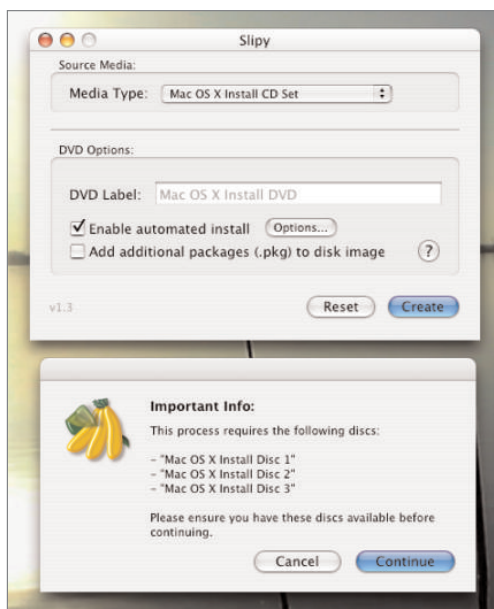 Slipy
Source Media:
Media Type: Mac OS X Install CD Set
DVD Options:
DVD Label: Mac OS X Install DVD
Enable automated install Options...
Add additional packages (.pkg) to disk image ?
v1.3 Reset Create
Important Info:
This process requires the following discs:
- "Mac OS X Install Disc 1"
- "Mac OS X Install Disc 2"
- "Mac OS X Install Disc 3"
Please ensure you have these discs available before
continuing.
Cancel Continue